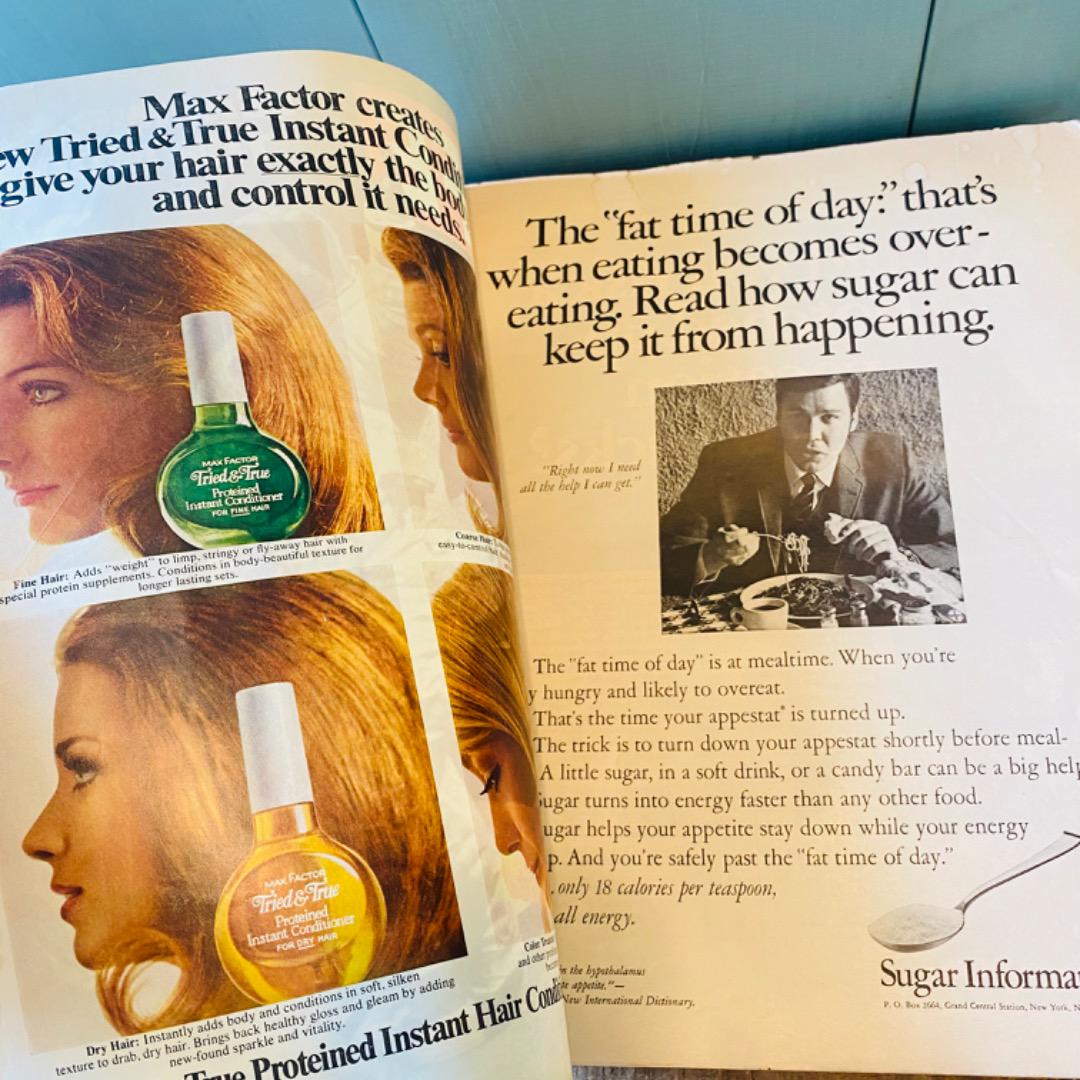 Max Factor creates
ew Tried & True Instant Condi
give your hair exactly the bod
and control it needs.
MAX FACTOR
Tried & True
Proteined
Instant Conditioner
FOR FINE HAIR
Fine Hair: Adds "weight" to limp, stringy or fly-away hair with
special protein supplements. Conditions in body-beautiful texture for
longer lasting sets.
Coarse Hair:
easy-to-control
MAX FACTOR
Tried & True
Proteined
Instant Conditioner
FOR DRY HAIR
Color
and other
Dry Hair: Instantly adds body and conditions in soft, silken
texture to drab, dry hair. Brings back healthy gloss and gleam by adding
new-found sparkle and vitality.
True Proteined Instant Hair Cond
The "fat time of day:" that's
when eating becomes over-
eating. Read how sugar can
keep it from happening.
"Right now I need
all the help I can get."
The "fat time of day" is at mealtime. When you're
y hungry and likely to overeat.
That's the time your appestat* is turned up.
The trick is to turn down your appestat shortly before meal-
A little sugar, in a soft drink, or a candy bar can be a big help
ugar turns into energy faster than any other food.
ugar helps your appetite stay down while your energy
p. And you're safely past the "fat time of day."
. only 18 calories per teaspoon,
all energy.
in the hypothalamus
appetite."—
New International Dictionary.
Sugar Informa
P. O. Box 2664, Grand Central Station, New York, N